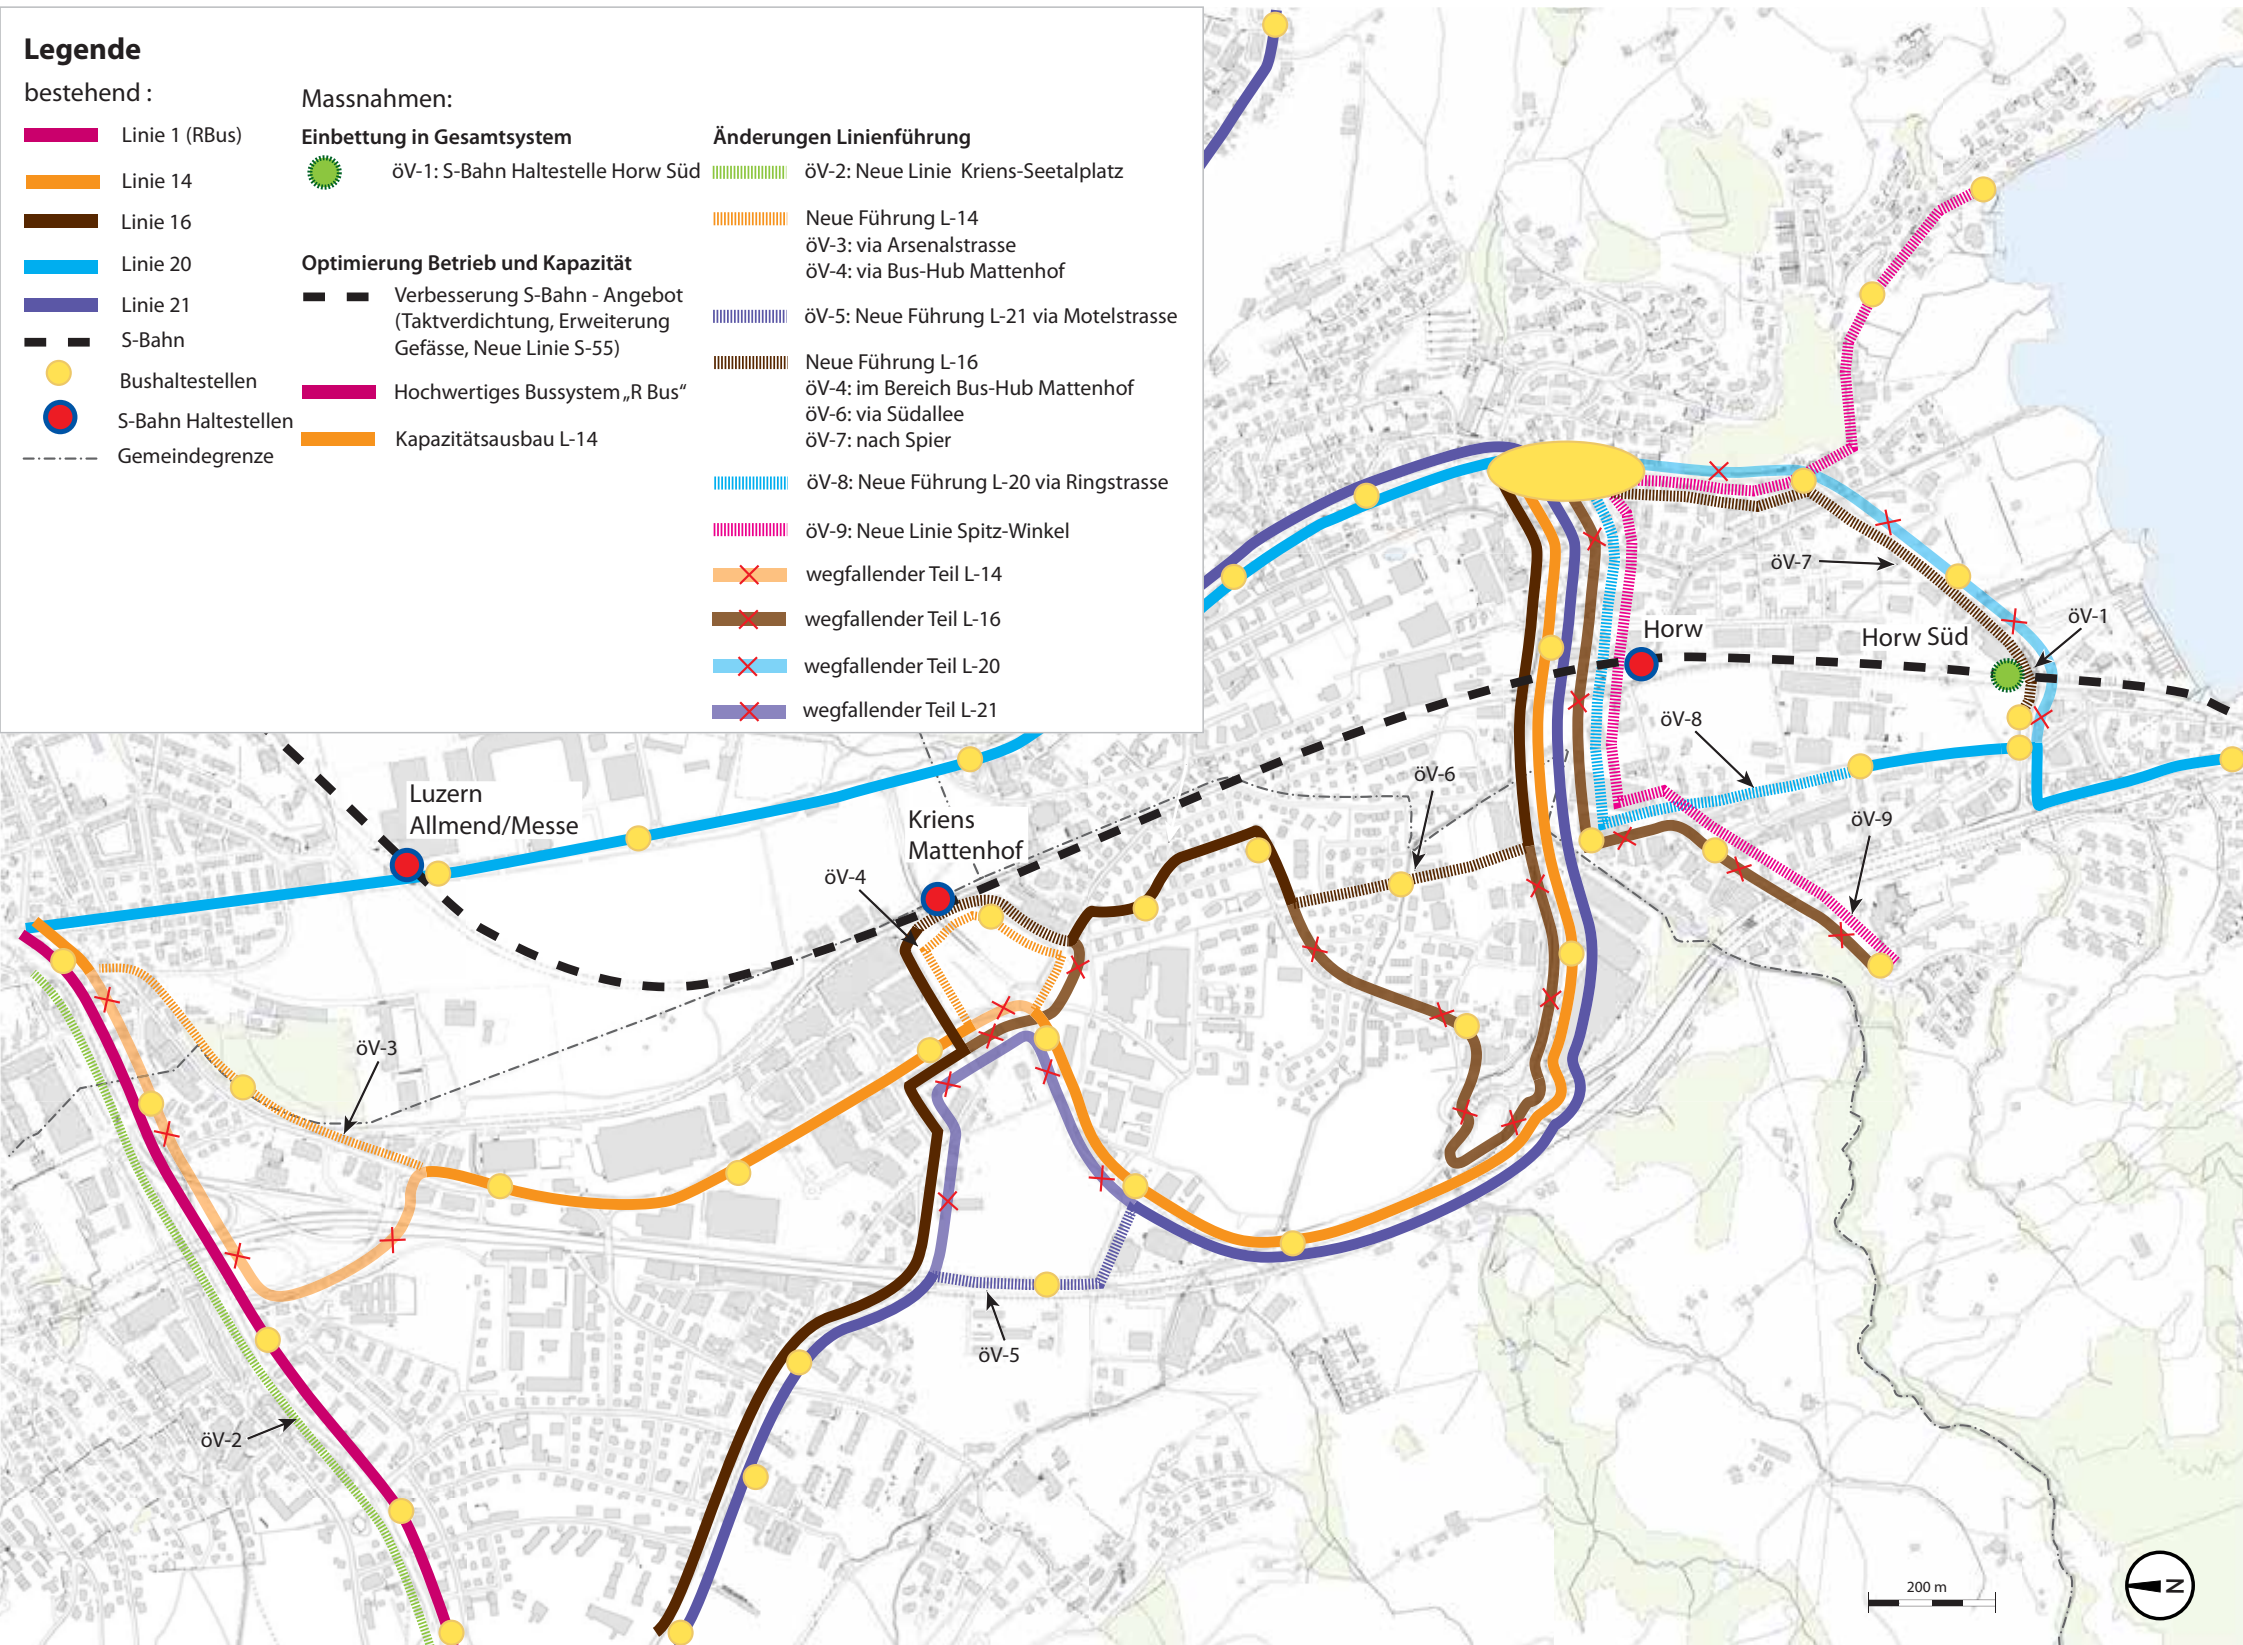 Legende
bestehend :
Linie 1 (RBus)
Linie 14
Linie 16
Linie 20
Linie 21
S-Bahn
Bushaltestellen
S-Bahn Haltestellen
Gemeindegrenze
Massnahmen:
Einbettung in Gesamtsystem
öV-1: S-Bahn Haltestelle Horw Süd
Optimierung Betrieb und Kapazität
Verbesserung S-Bahn - Angebot
(Taktverdichtung, Erweiterung
Gefässe, Neue Linie S-55)
Hochwertiges Bussystem „R Bus“
Kapazitätsausbau L-14
Änderungen Linienführung
öV-2: Neue Linie Kriens-Seetalplatz
Neue Führung L-14
öV-3: via Arsenalstrasse
öV-4: via Bus-Hub Mattenhof
öV-5: Neue Führung L-21 via Motelstrasse
Neue Führung L-16
öV-4: im Bereich Bus-Hub Mattenhof
öV-6: via Südallee
öV-7: nach Spier
öV-8: Neue Führung L-20 via Ringstrasse
öV-9: Neue Linie Spitz-Winkel
wegfallender Teil L-14
wegfallender Teil L-16
wegfallender Teil L-20
wegfallender Teil L-21
öV-7
öV-1
Horw
Horw Süd
öV-8
öV-6
öV-9
Luzern
Allmend/Messe
Kriens
Mattenhof
öV-4
öV-3
öV-5
öV-2
200 m
N